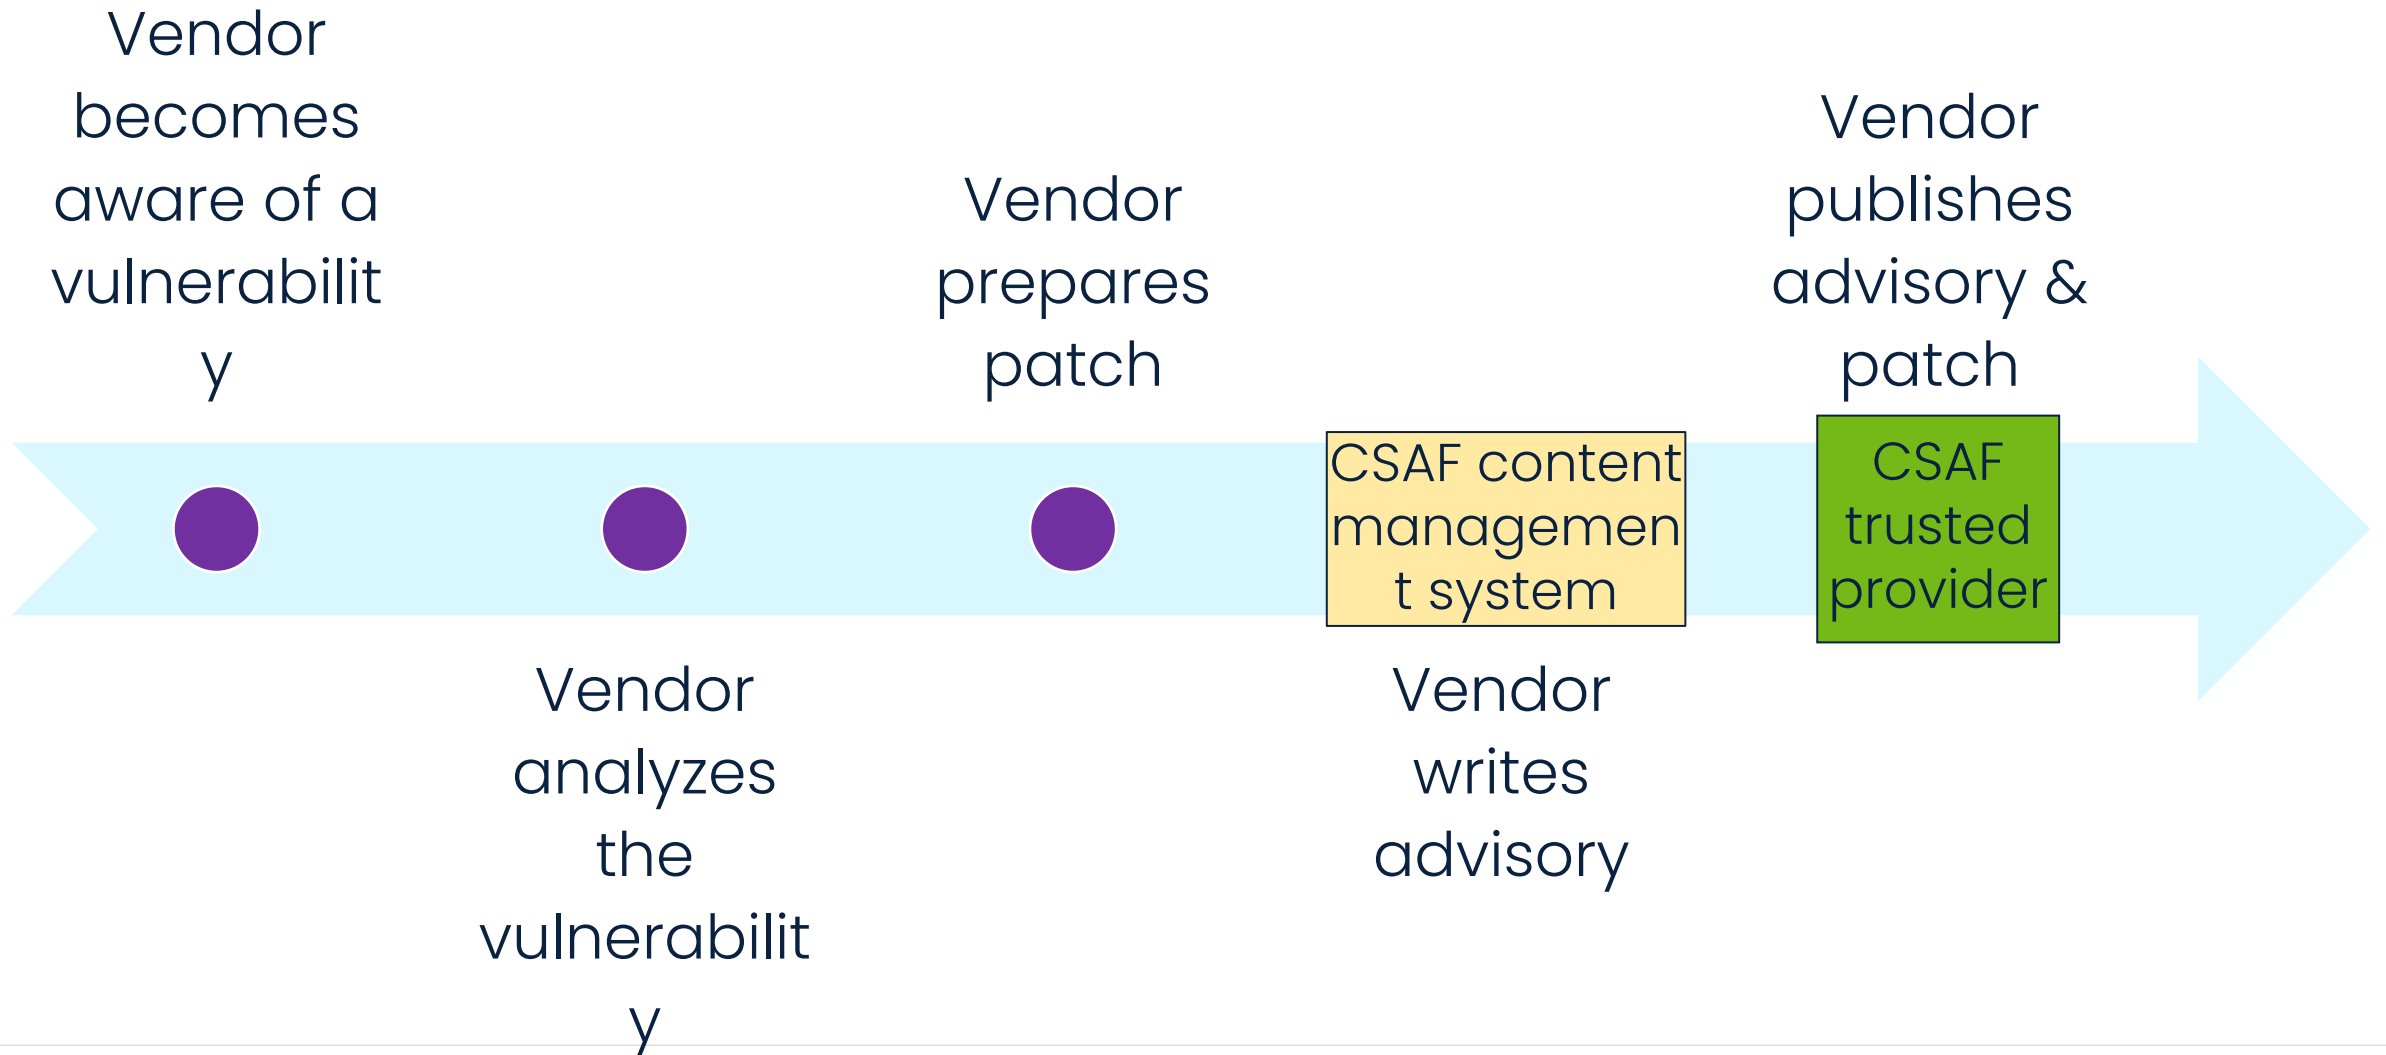 Vendor
becomes
aware of a
vulnerabilit
y
Vendor
analyzes
the
vulnerabilit
y
Vendor
prepares
patch
CSAF content
managemen
t system
Vendor
writes
advisory
Vendor
publishes
advisory &
patch
CSAF
trusted
provider